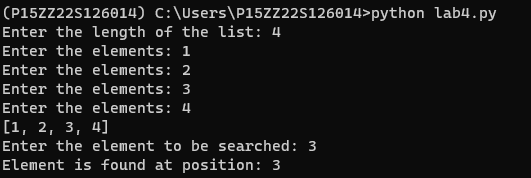 (P15ZZ22S126014) C:\Users\P15ZZ22S126014>python lab4.py
Enter the length of the list: 4
Enter the elements: 1
Enter the elements: 2
Enter the elements: 3
Enter the elements: 4
[1, 2, 3, 4]
Enter the element to be searched: 3
Element is found at position: 3